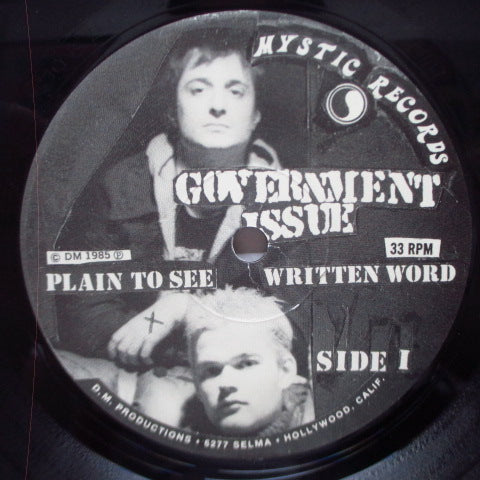 MYSTIC RECORDS
GOVERNMENT
ISSUE
© DM 1985 ℗
33 RPM
PLAIN TO SEE
WRITTEN WORD
SIDE I
D.M. PRODUCTIONS • 6277 SELMA • HOLLYWOOD, CALIF.